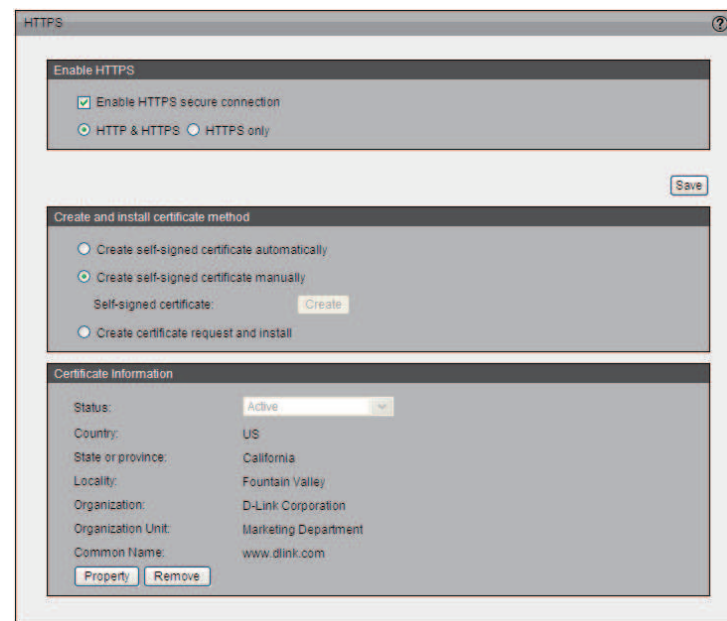 HTTPS
?
Enable HTTPS
Enable HTTPS secure connection
HTTP & HTTPS HTTPS only
Save
Create and install certificate method
Create self-signed certificate automatically
Create self-signed certificate manually
Self-signed certificate: Create
Create certificate request and install
Certificate Information
Status: Active
Country: US
State or province: California
Locality: Fountain Valley
Organization: D-Link Corporation
Organization Unit: Marketing Department
Common Name: www.dlink.com
Property Remove